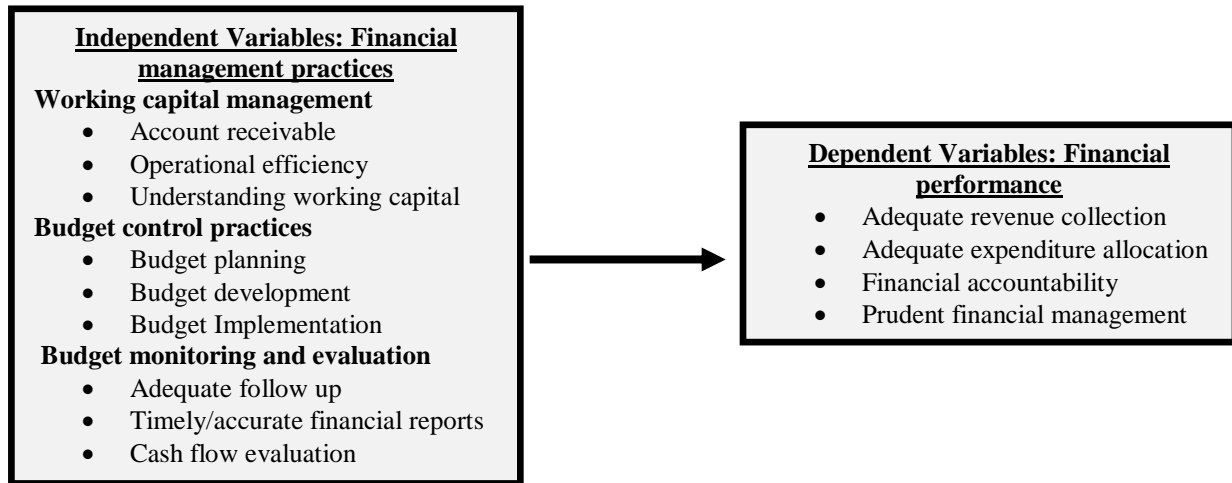 Independent Variables: Financial
management practices
Working capital management
• Account receivable
• Operational efficiency
• Understanding working capital
Budget control practices
• Budget planning
• Budget development
• Budget Implementation
Budget monitoring and evaluation
• Adequate follow up
• Timely/accurate financial reports
• Cash flow evaluation
Dependent Variables: Financial
performance
• Adequate revenue collection
• Adequate expenditure allocation
• Financial accountability
• Prudent financial management